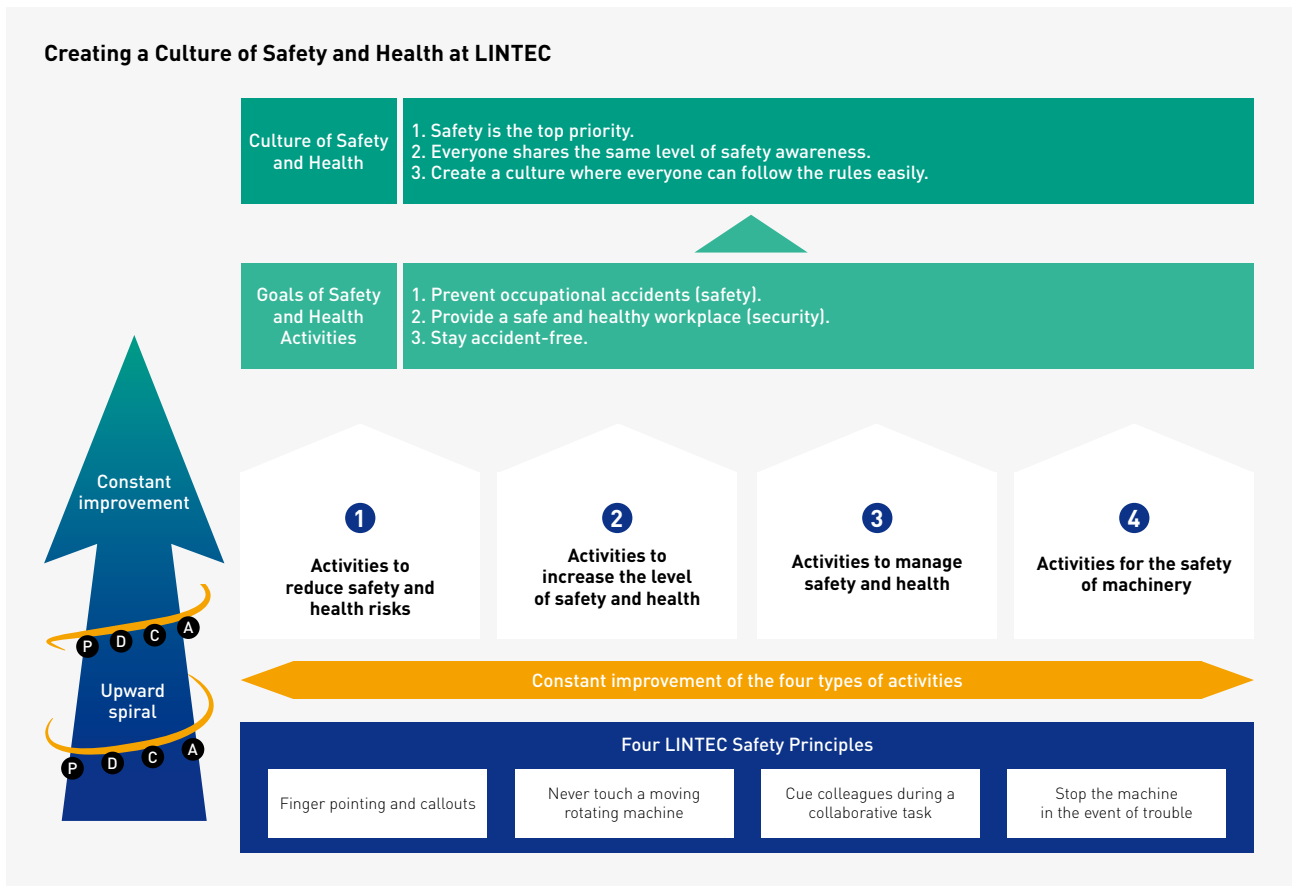 Creating a Culture of Safety and Health at LINTEC
Culture of Safety
and Health
1. Safety is the top priority.
2. Everyone shares the same level of safety awareness.
3. Create a culture where everyone can follow the rules easily.
Goals of Safety
and Health
Activities
1. Prevent occupational accidents (safety).
2. Provide a safe and healthy workplace (security).
3. Stay accident-free.
Constant
improvement
P D C A
Upward
spiral
P D C A
1
Activities to
reduce safety and
health risks
2
Activities to
increase the level
of safety and health
3
Activities to manage
safety and health
4
Activities for the safety
of machinery
Constant improvement of the four types of activities
Four LINTEC Safety Principles
Finger pointing and callouts
Never touch a moving
rotating machine
Cue colleagues during a
collaborative task
Stop the machine
in the event of trouble